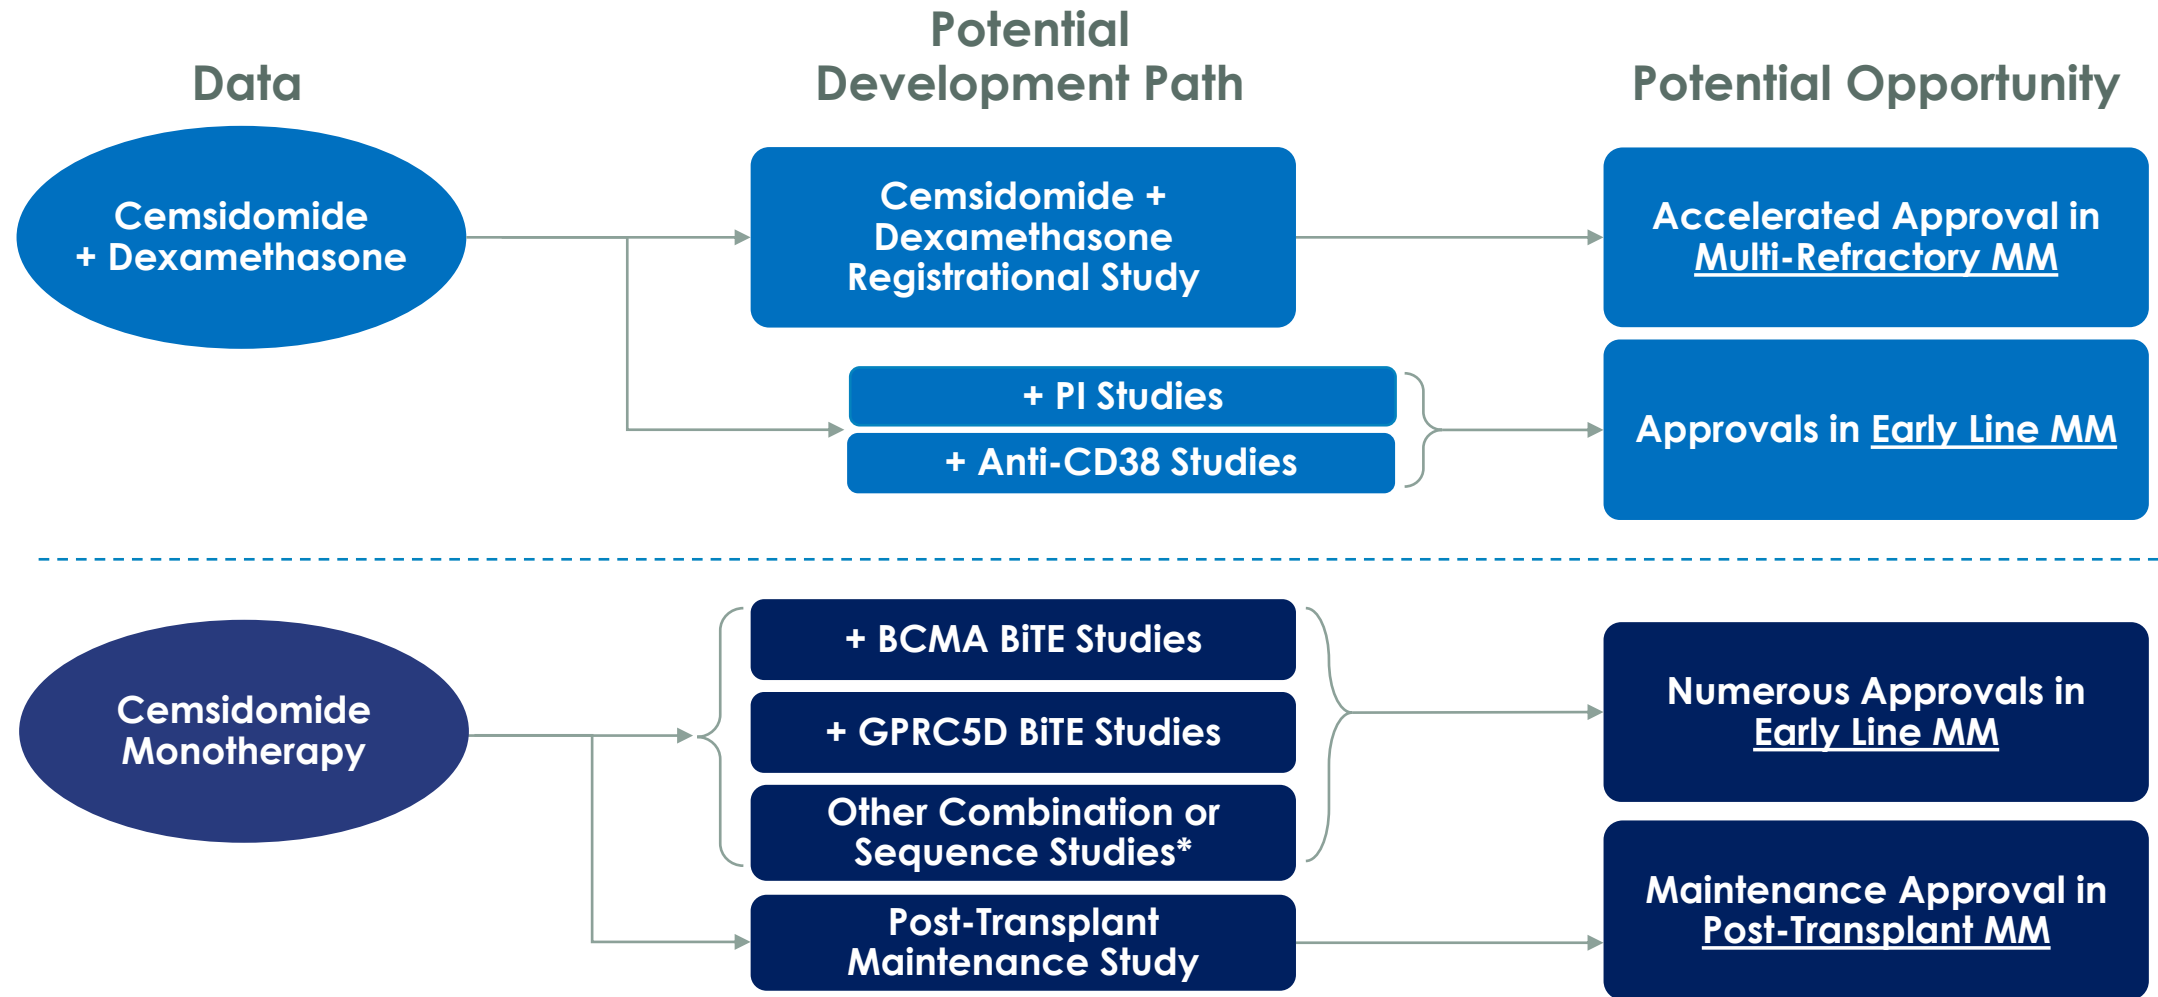 Data
Potential
Development Path
Potential Opportunity
Cemsidomide
+ Dexamethasone
Cemsidomide +
Dexamethasone
Registrational Study
Accelerated Approval in
Multi-Refractory MM
+ PI Studies
+ Anti-CD38 Studies
Approvals in Early Line MM
Cemsidomide
Monotherapy
+ BCMA BiTE Studies
+ GPRC5D BiTE Studies
Other Combination or
Sequence Studies*
Numerous Approvals in
Early Line MM
Post-Transplant
Maintenance Study
Maintenance Approval in
Post-Transplant MM